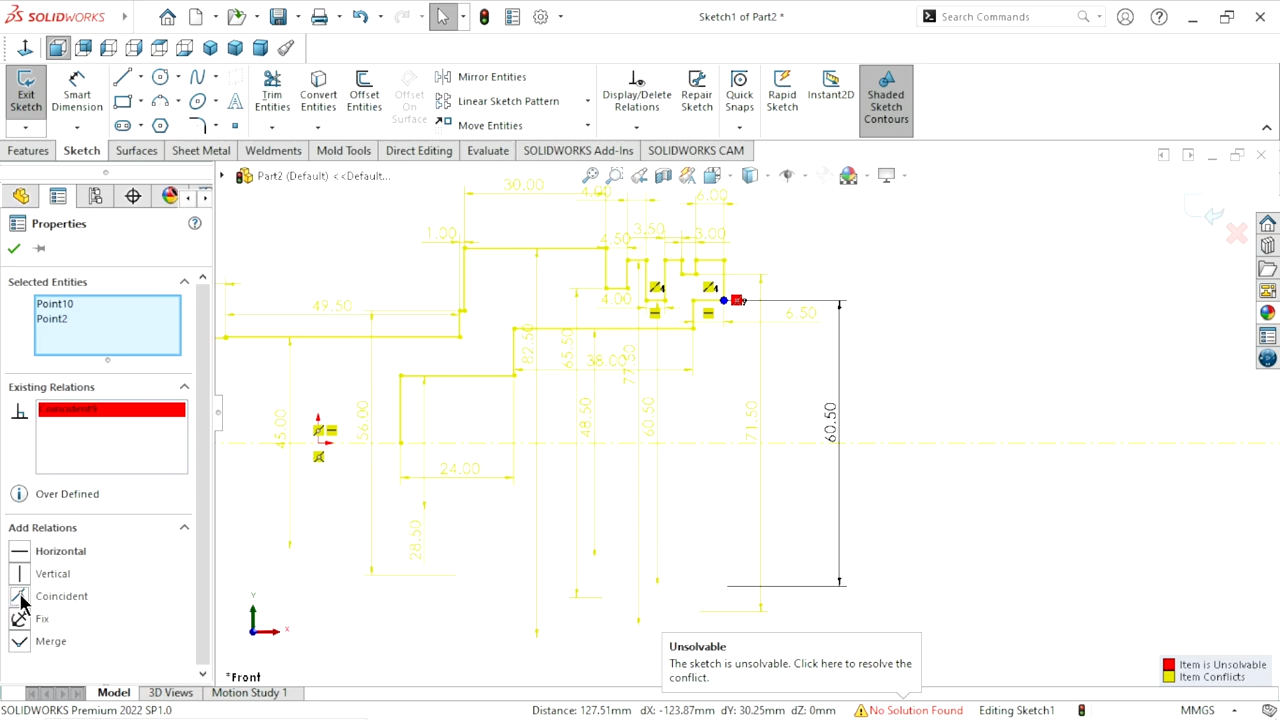 SOLIDWORKS
Sketch1 of Part2 *
Search Commands
Exit Sketch
Smart Dimension
Trim Entities
Convert Entities
Offset Entities
Offset On Surface
Mirror Entities
Linear Sketch Pattern
Move Entities
Display/Delete Relations
Repair Sketch
Quick Snaps
Rapid Sketch
Instant2D
Shaded Sketch Contours
Features
Sketch
Surfaces
Sheet Metal
Weldments
Mold Tools
Direct Editing
Evaluate
SOLIDWORKS Add-Ins
SOLIDWORKS CAM
Part2 (Default) <<Default...
Properties
Selected Entities
Point10
Point2
Existing Relations
Coincident9
Over Defined
Add Relations
Horizontal
Vertical
Coincident
Fix
Merge
30.00
4.00
6.00
1.00
4.50
3.50
3.00
49.50
4.00
6.50
82.50
65.50
38.00
77.50
45.00
56.00
48.50
60.50
71.50
60.50
24.00
28.50
Y
X
*Front
Unsolvable
The sketch is unsolvable. Click here to resolve the
conflict.
Item is Unsolvable
Item Conflicts
Model
3D Views
Motion Study 1
SOLIDWORKS Premium 2022 SP1.0
Distance: 127.51mm dX: -123.87mm dY: 30.25mm dZ: 0mm
No Solution Found
Editing Sketch1
MMGS